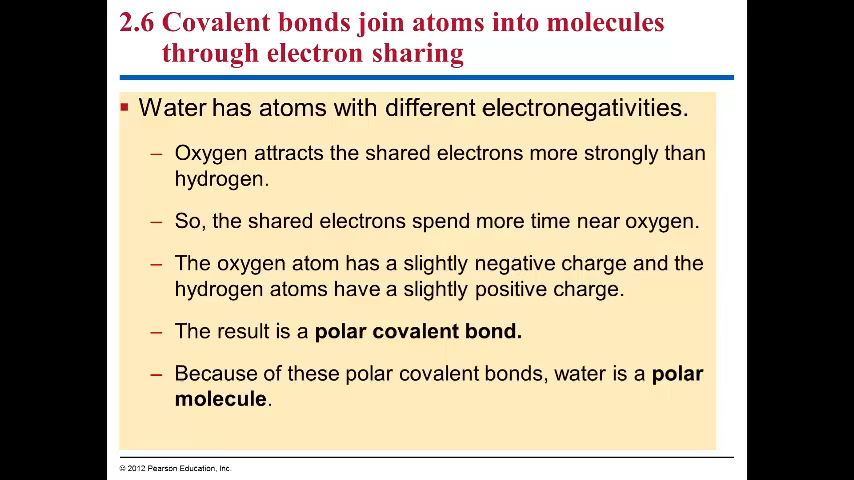 2.6 Covalent bonds join atoms into molecules
through electron sharing
▪ Water has atoms with different electronegativities.
– Oxygen attracts the shared electrons more strongly than
hydrogen.
– So, the shared electrons spend more time near oxygen.
– The oxygen atom has a slightly negative charge and the
hydrogen atoms have a slightly positive charge.
– The result is a polar covalent bond.
– Because of these polar covalent bonds, water is a polar
molecule.
© 2012 Pearson Education, Inc.